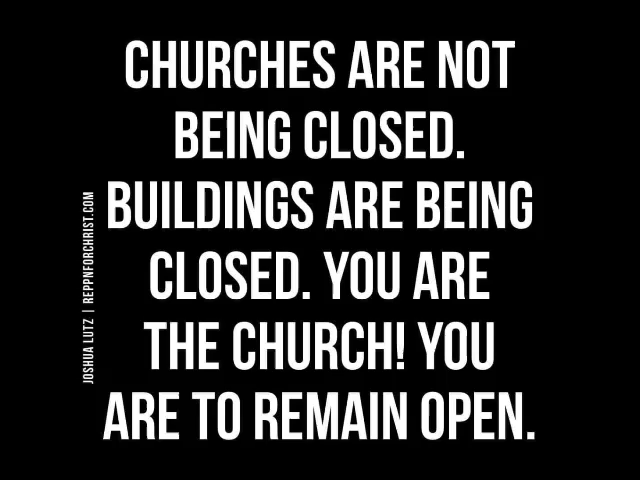 CHURCHES ARE NOT
BEING CLOSED.
BUILDINGS ARE BEING
CLOSED. YOU ARE
THE CHURCH! YOU
ARE TO REMAIN OPEN.
JOSHUA LUTZ | REPPNFORCHRIST.COM